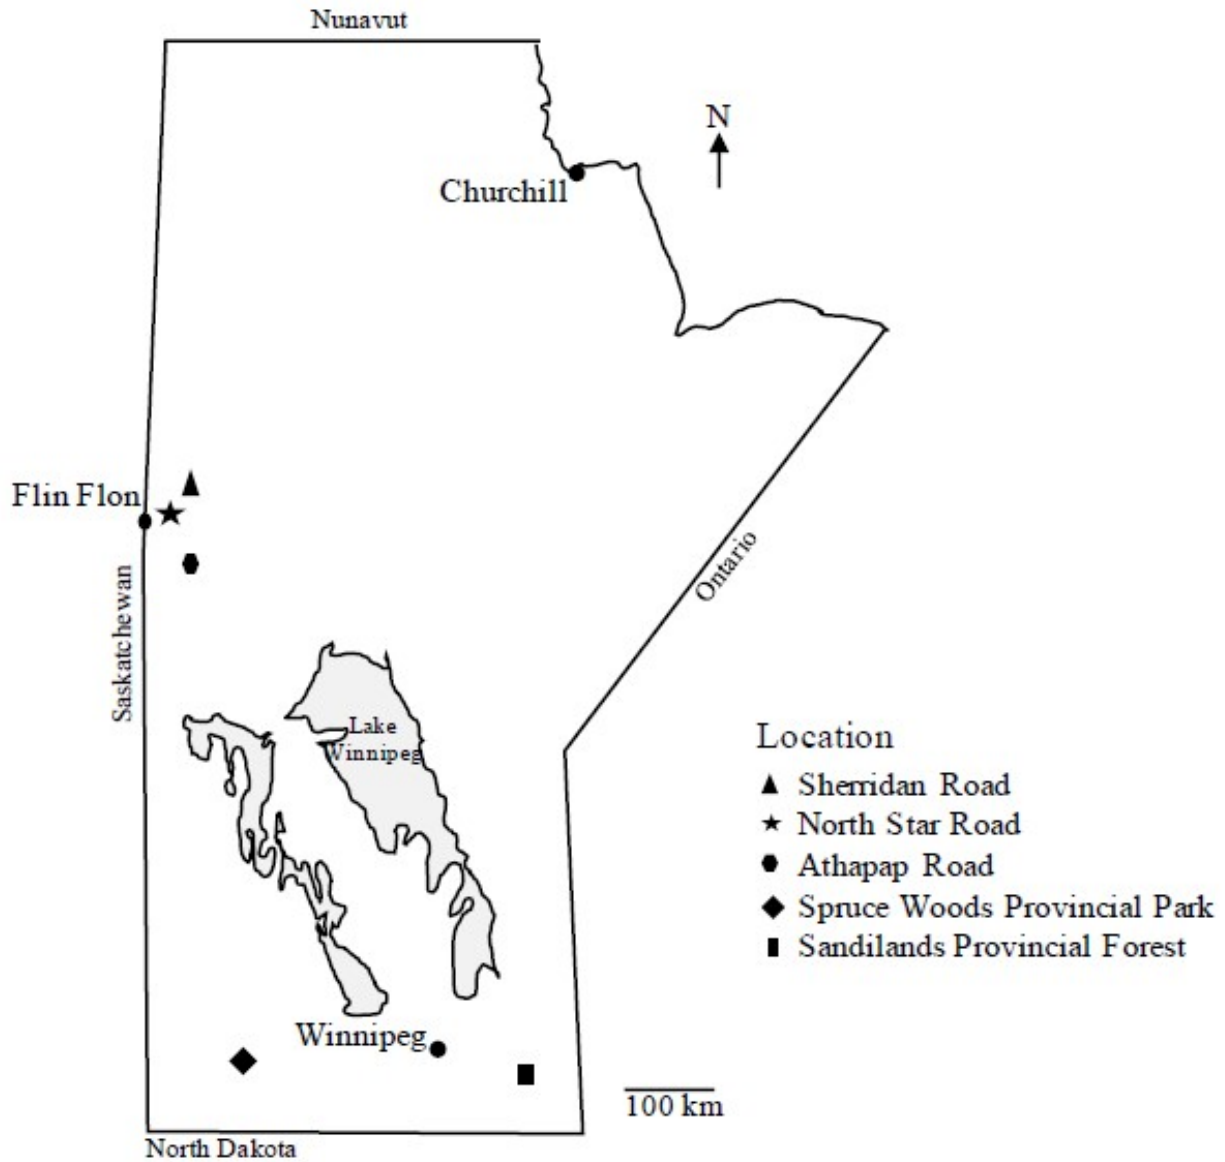 Nunavut
N
Churchill
Flin Flon
Saskatchewan
Ontario
Lake
Winnipeg
Location
Sherridan Road
North Star Road
Athapap Road
Spruce Woods Provincial Park
Sandilands Provincial Forest
Winnipeg
100 km
North Dakota